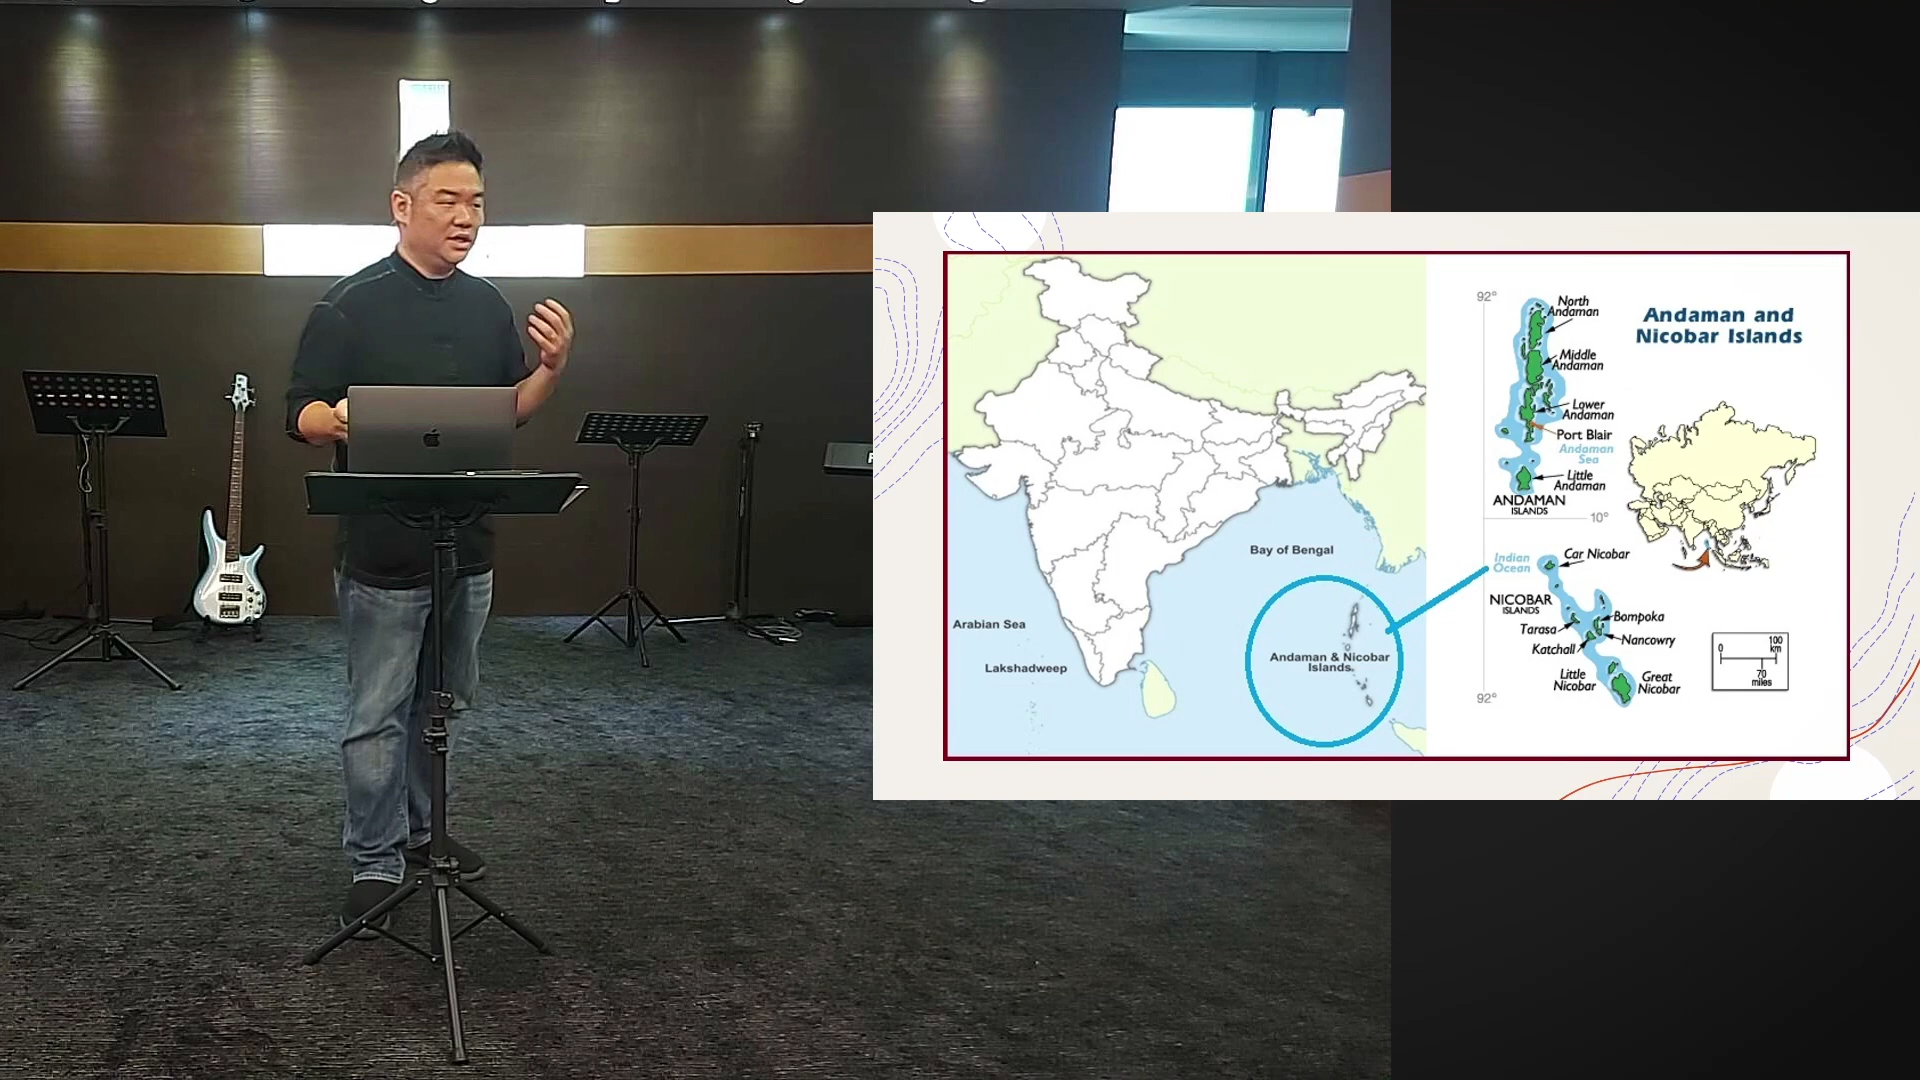 Andaman and
Nicobar Islands
92°
North
Andaman
Middle
Andaman
Lower
Andaman
Port Blair
Andaman
Sea
Little
Andaman
ANDAMAN
ISLANDS
10°
Indian
Ocean
Car Nicobar
NICOBAR
ISLANDS
Bompoka
Tarasa
Nancowry
Katchall
Little
Nicobar
Great
Nicobar
92°
100
0
km
70
miles
Bay of Bengal
Arabian Sea
Lakshadweep
Andaman & Nicobar
Islands